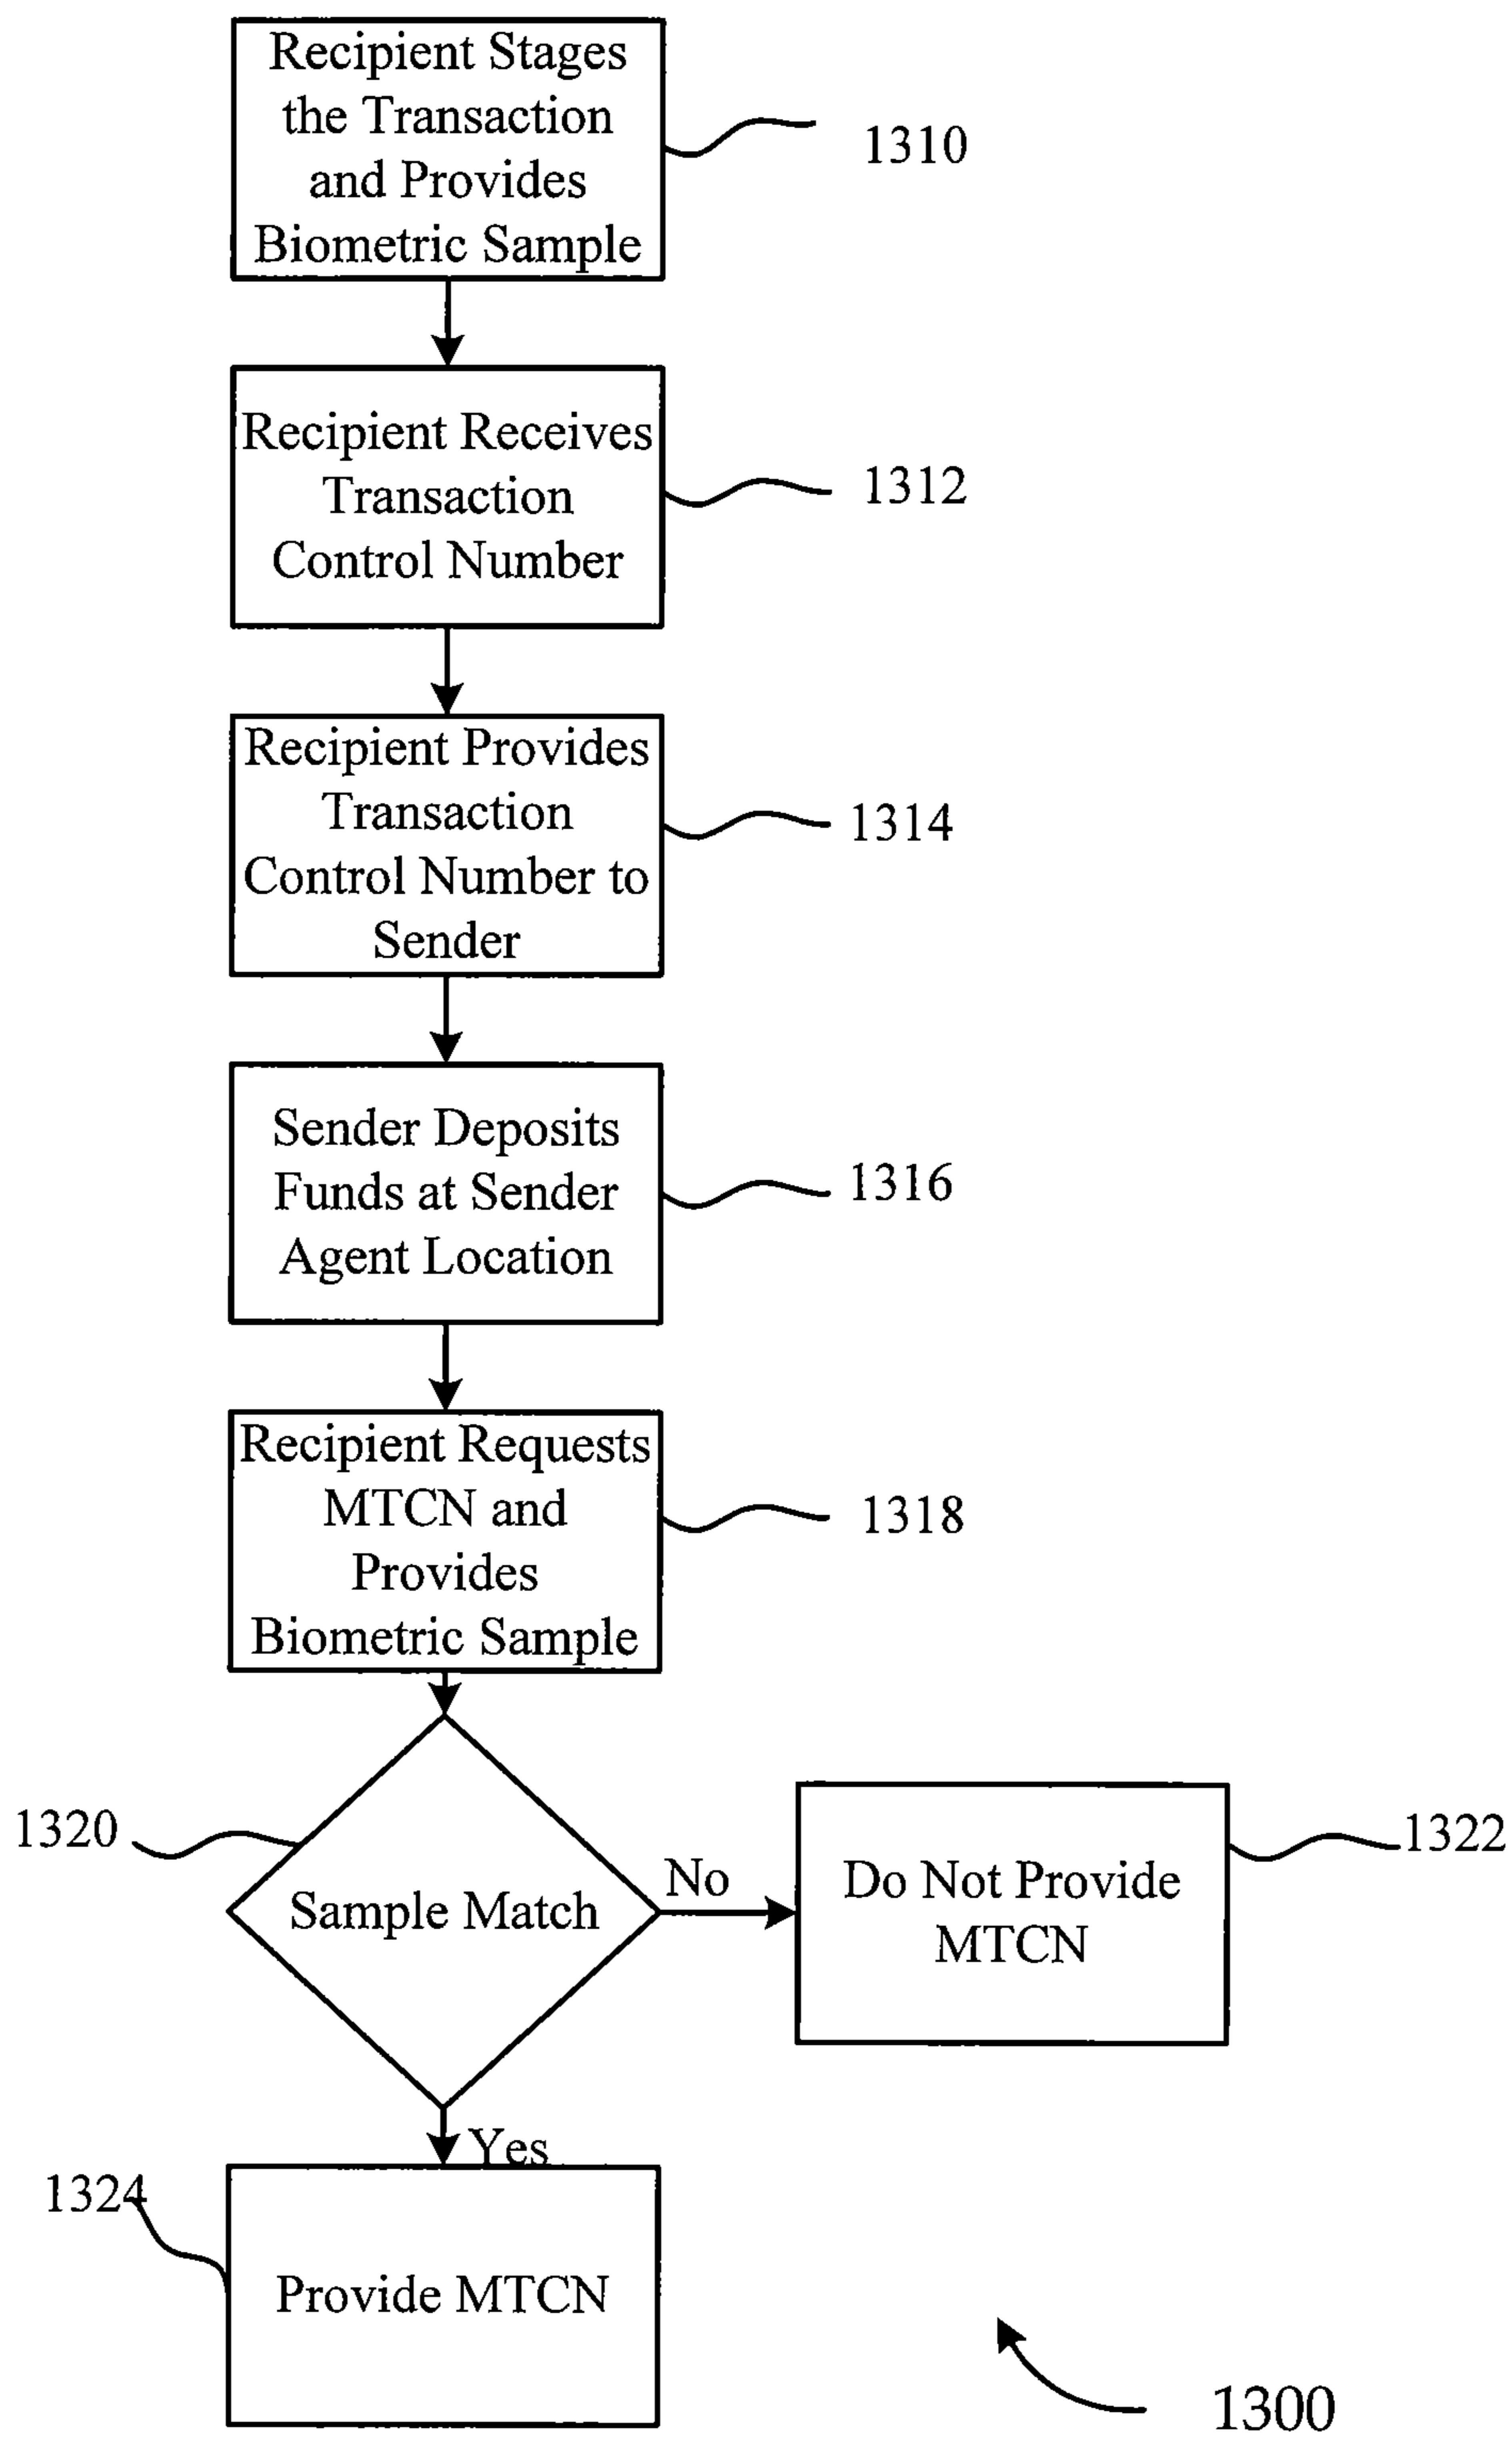 Recipient Stages
the Transaction
and Provides
Biometric Sample
1310
Recipient Receives
Transaction
Control Number
1312
Recipient Provides
Transaction
Control Number to
Sender
1314
Sender Deposits
Funds at Sender
Agent Location
1316
Recipient Requests
MTCN and
Provides
Biometric Sample
1318
1320
Sample Match
No
Do Not Provide
MTCN
1322
Yes
1324
Provide MTCN
1300